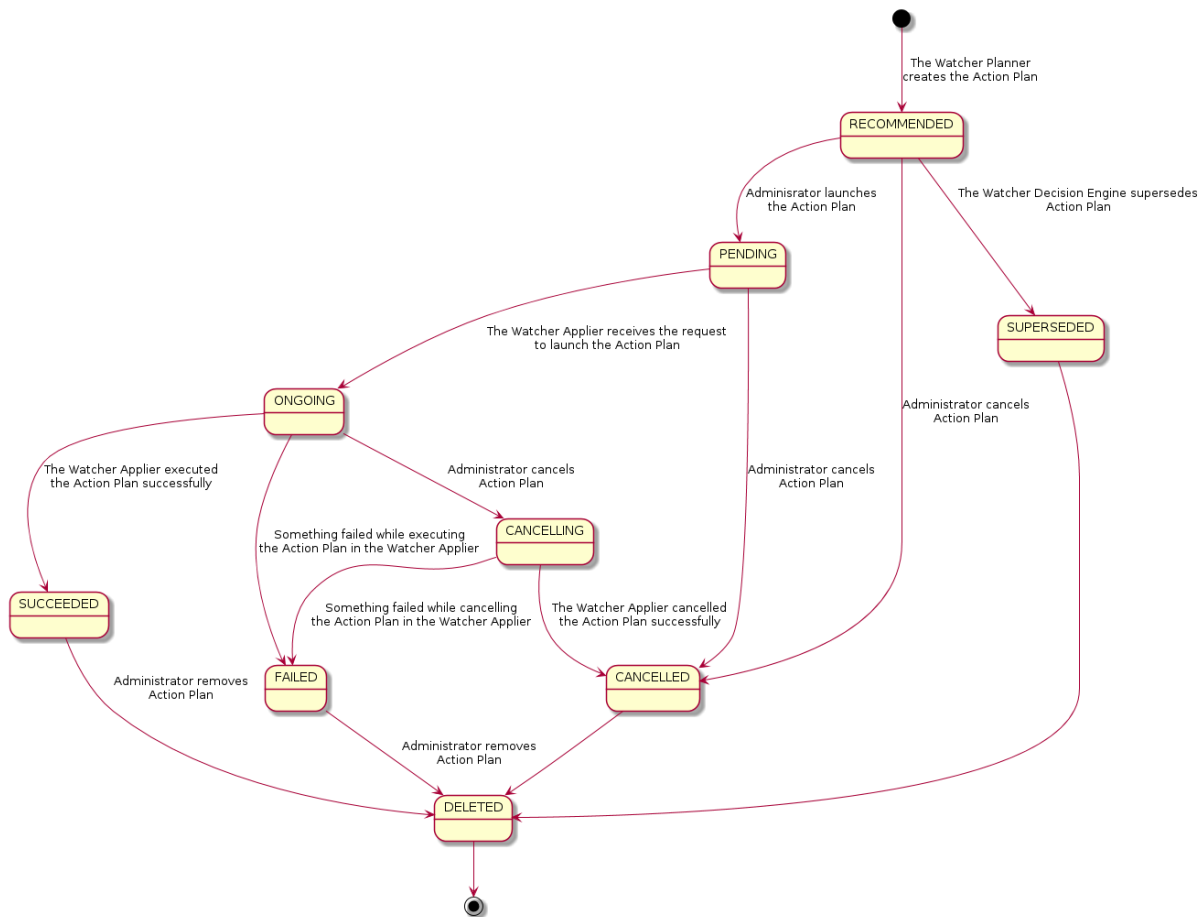 The Watcher Planner
creates the Action Plan
RECOMMENDED
Adminisrator launches
the Action Plan
The Watcher Decision Engine supersedes
Action Plan
PENDING
SUPERSEDED
The Watcher Applier receives the request
to launch the Action Plan
ONGOING
Administrator cancels
Action Plan
The Watcher Applier executed
the Action Plan successfully
Administrator cancels
Action Plan
Administrator cancels
Action Plan
CANCELLING
Something failed while executing
the Action Plan in the Watcher Applier
SUCCEEDED
Something failed while cancelling
the Action Plan in the Watcher Applier
The Watcher Applier cancelled
the Action Plan successfully
FAILED
CANCELLED
Administrator removes
Action Plan
Administrator removes
Action Plan
DELETED